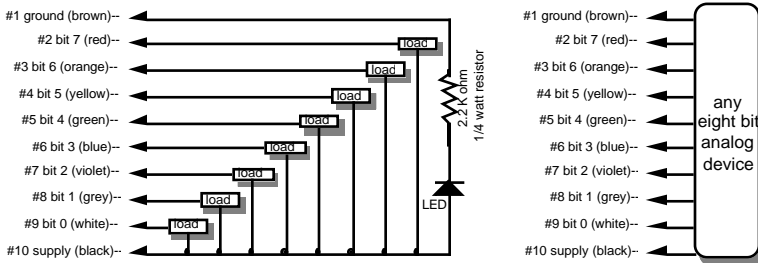 #1 ground (brown)--
#2 bit 7 (red)--
load
#3 bit 6 (orange)--
load
#4 bit 5 (yellow)--
load
#5 bit 4 (green)--
load
#6 bit 3 (blue)--
load
#7 bit 2 (violet)--
load
#8 bit 1 (grey)--
load
#9 bit 0 (white)--
load
#10 supply (black)-
2.2 K ohm
1/4 watt resistor
LED
#1 ground (brown)--
#2 bit 7 (red)--
#3 bit 6 (orange)--
#4 bit 5 (yellow)--
#5 bit 4 (green)--
#6 bit 3 (blue)--
#7 bit 2 (violet)--
#8 bit 1 (grey)--
#9 bit 0 (white)--
#10 supply (black)-
any
eight bit
analog
device